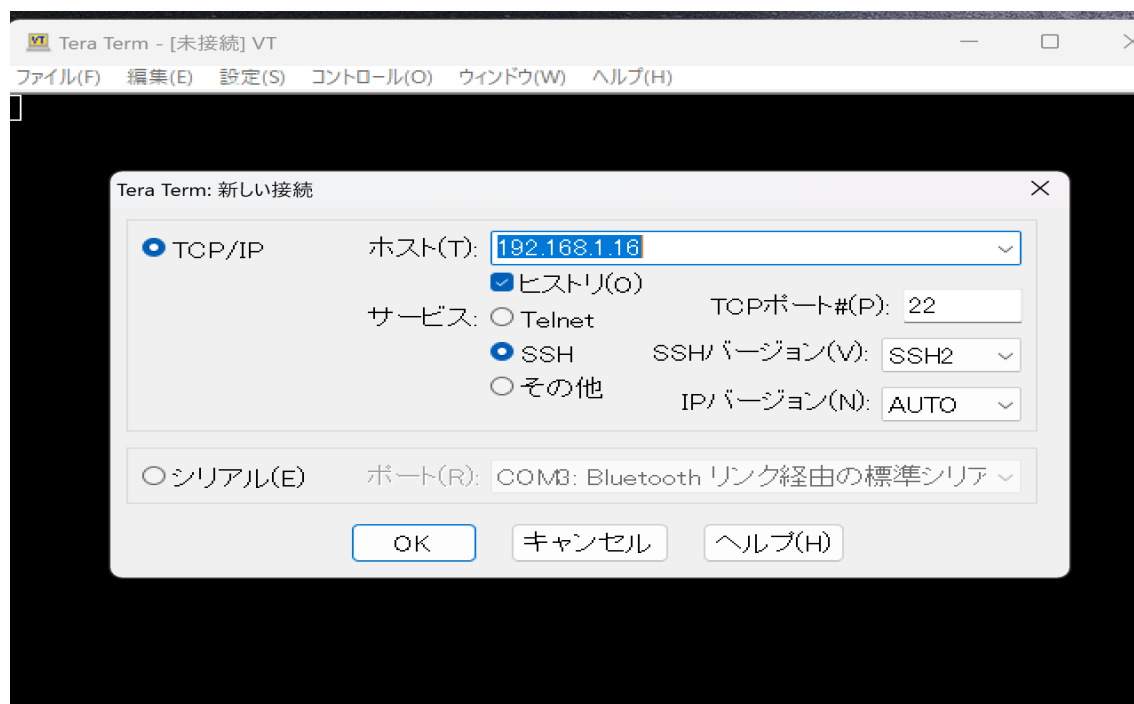 Tera Term - [未接続] VT
ファイル(F) 編集(E) 設定(S) コントロール(O) ウィンドウ(W) ヘルプ(H)
Tera Term: 新しい接続
TCP/IP ホスト(T): 192.168.1.16
ヒストリ(O)
サービス: Telnet TCPポート#(P): 22
SSH SSHバージョン(V): SSH2
その他 IPバージョン(N): AUTO
シリアル(E) ポート(R): COM3: Bluetooth リンク経由の標準シリア
OK キャンセル ヘルプ(H)